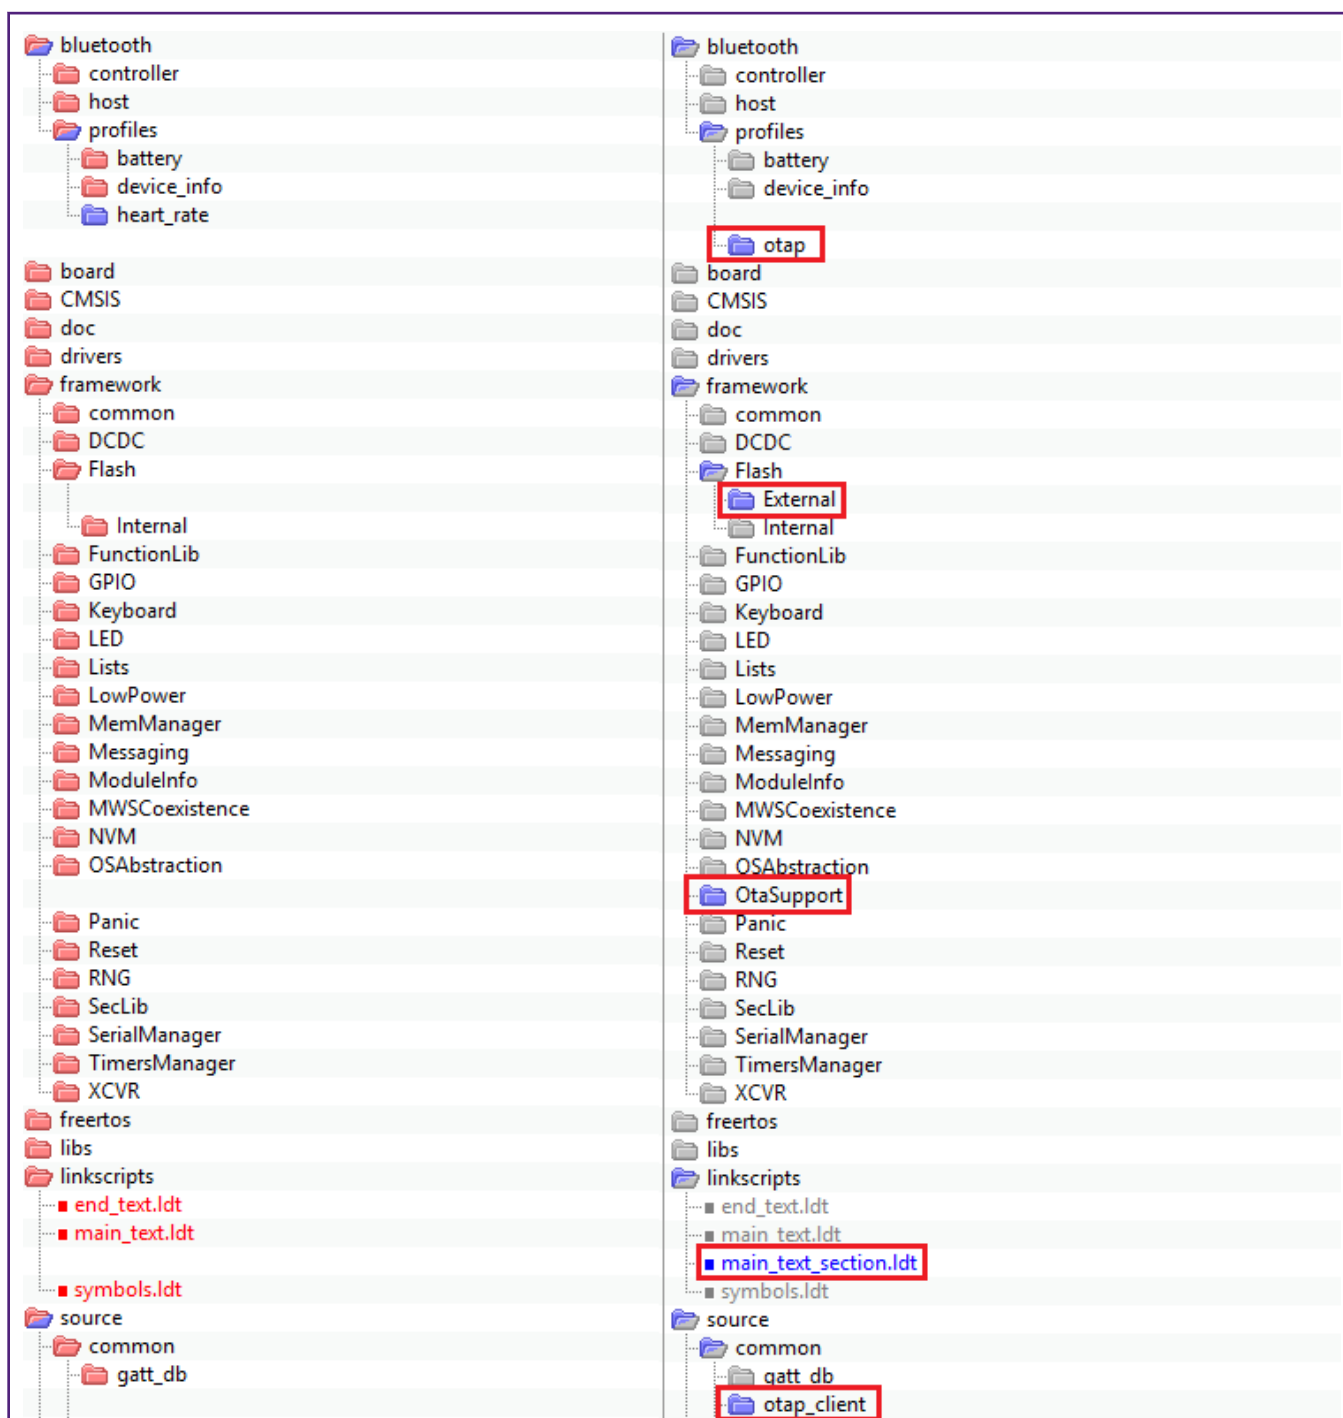 bluetooth
controller
host
profiles
battery
device_info
heart_rate
board
CMSIS
doc
drivers
framework
common
DCDC
Flash
Internal
FunctionLib
GPIO
Keyboard
LED
Lists
LowPower
MemManager
Messaging
ModuleInfo
MWSCoexistence
NVM
OSAbstraction
Panic
Reset
RNG
SecLib
SerialManager
TimersManager
XCVR
freertos
libs
linkscripts
end_text.ldt
main_text.ldt
symbols.ldt
source
common
gatt_db
bluetooth
controller
host
profiles
battery
device_info
otap
board
CMSIS
doc
drivers
framework
common
DCDC
Flash
External
Internal
FunctionLib
GPIO
Keyboard
LED
Lists
LowPower
MemManager
Messaging
ModuleInfo
MWSCoexistence
NVM
OSAbstraction
OtaSupport
Panic
Reset
RNG
SecLib
SerialManager
TimersManager
XCVR
freertos
libs
linkscripts
end_text.ldt
main_text.ldt
main_text_section.ldt
symbols.ldt
source
common
gatt_db
otap_client